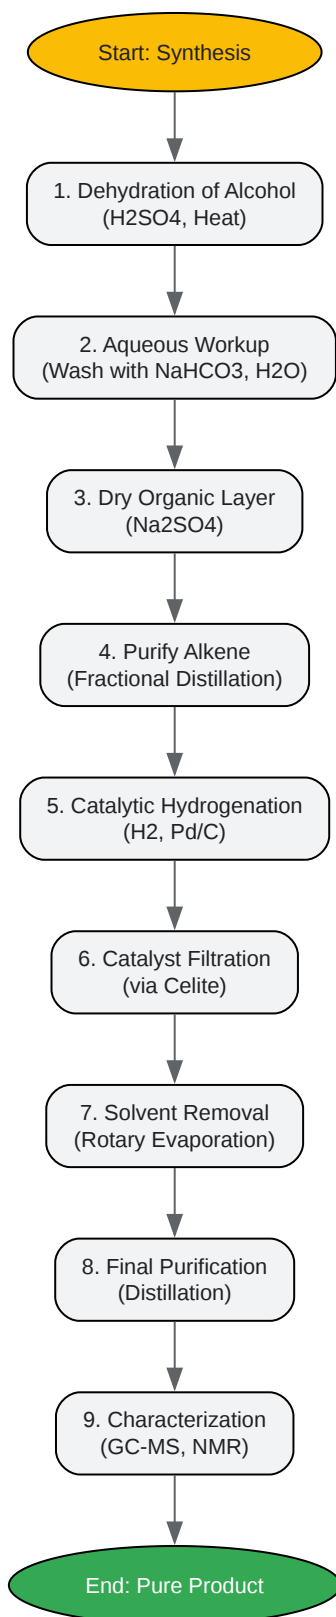 Start: Synthesis
1. Dehydration of Alcohol
(H2SO4, Heat)
2. Aqueous Workup
(Wash with NaHCO3, H2O)
3. Dry Organic Layer
(Na2SO4)
4. Purify Alkene
(Fractional Distillation)
5. Catalytic Hydrogenation
(H2, Pd/C)
6. Catalyst Filtration
(via Celite)
7. Solvent Removal
(Rotary Evaporation)
8. Final Purification
(Distillation)
9. Characterization
(GC-MS, NMR)
End: Pure Product